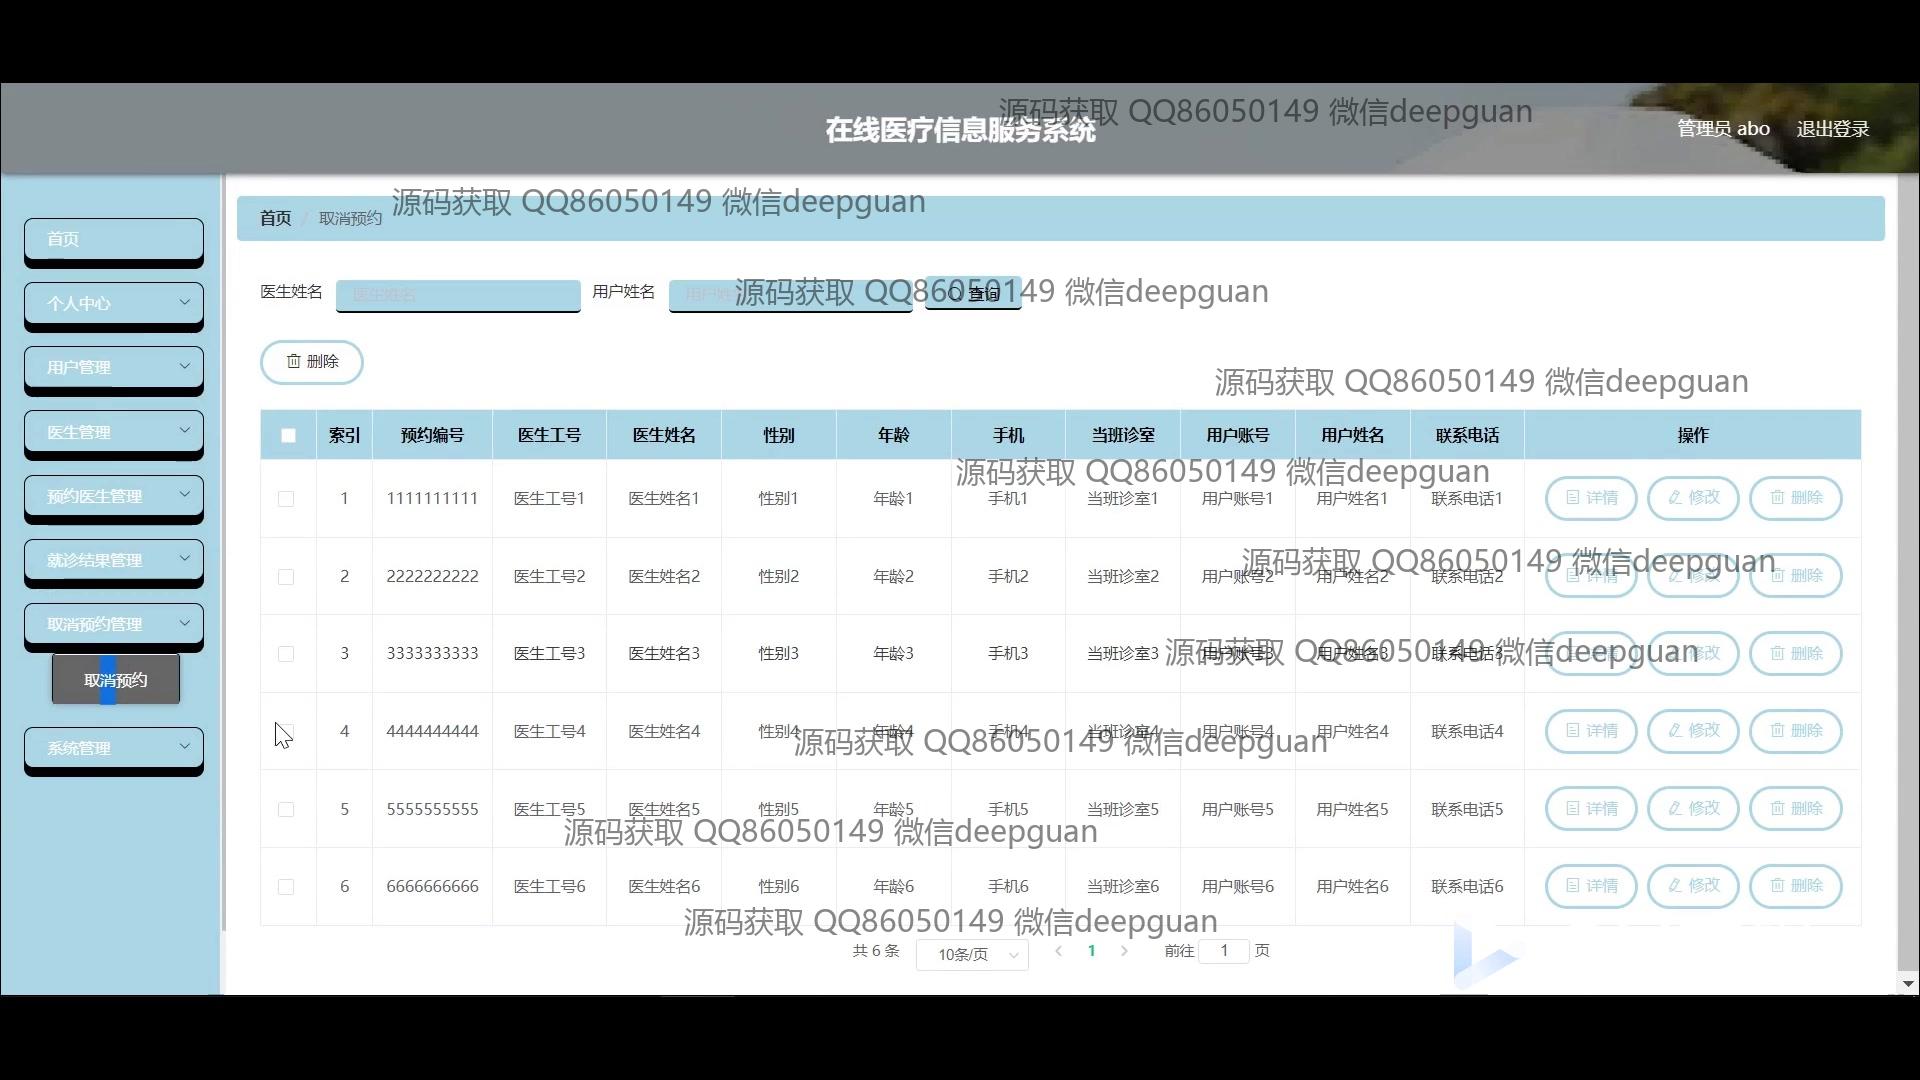 源码获取 QQ86050149 微信deepguan
在线医疗信息服务系统
管理员 abo 退出登录
源码获取 QQ86050149 微信deepguan
首页 / 取消预约
首页
个人中心
用户管理
医生管理
预约医生管理
就诊结果管理
取消预约管理
取消预约
系统管理
医生姓名 医生姓名 用户姓名 用户姓名 查询
源码获取 QQ86050149 微信deepguan
删除
源码获取 QQ86050149 微信deepguan
索引 预约编号 医生工号 医生姓名 性别 年龄 手机 当班诊室 用户账号 用户姓名 联系电话 操作
源码获取 QQ86050149 微信deepguan
1 1111111111 医生工号1 医生姓名1 性别1 年龄1 手机1 当班诊室1 用户账号1 用户姓名1 联系电话1 详情 修改 删除
源码获取 QQ86050149 微信deepguan
2 2222222222 医生工号2 医生姓名2 性别2 年龄2 手机2 当班诊室2 用户账号2 用户姓名2 联系电话2 详情 修改 删除
源码获取 QQ86050149 微信deepguan
3 3333333333 医生工号3 医生姓名3 性别3 年龄3 手机3 当班诊室3 用户账号3 用户姓名3 联系电话3 详情 修改 删除
4 4444444444 医生工号4 医生姓名4 性别4 年龄4 手机4 当班诊室4 用户账号4 用户姓名4 联系电话4 详情 修改 删除
源码获取 QQ86050149 微信deepguan
5 5555555555 医生工号5 医生姓名5 性别5 年龄5 手机5 当班诊室5 用户账号5 用户姓名5 联系电话5 详情 修改 删除
源码获取 QQ86050149 微信deepguan
6 6666666666 医生工号6 医生姓名6 性别6 年龄6 手机6 当班诊室6 用户账号6 用户姓名6 联系电话6 详情 修改 删除
源码获取 QQ86050149 微信deepguan
共 6 条 10条/页 1 前往 1 页